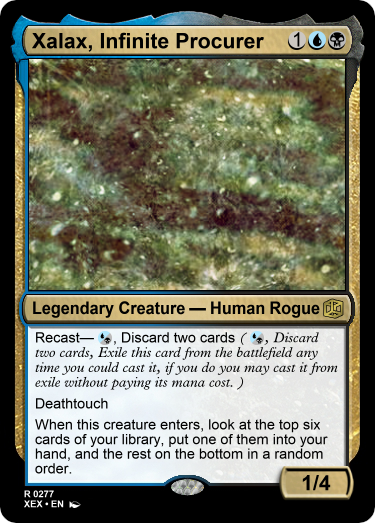 Xalax, Infinite Procurer 1
Legendary Creature — Human Rogue
Recast— , Discard two cards ( , Discard
two cards, Exile this card from the battlefield any
time you could cast it, if you do you may cast it from
exile without paying its mana cost. )
Deathtouch
When this creature enters, look at the top six
cards of your library, put one of them into your
hand, and the rest on the bottom in a random
order.
1/4
R 0277
XEX • EN